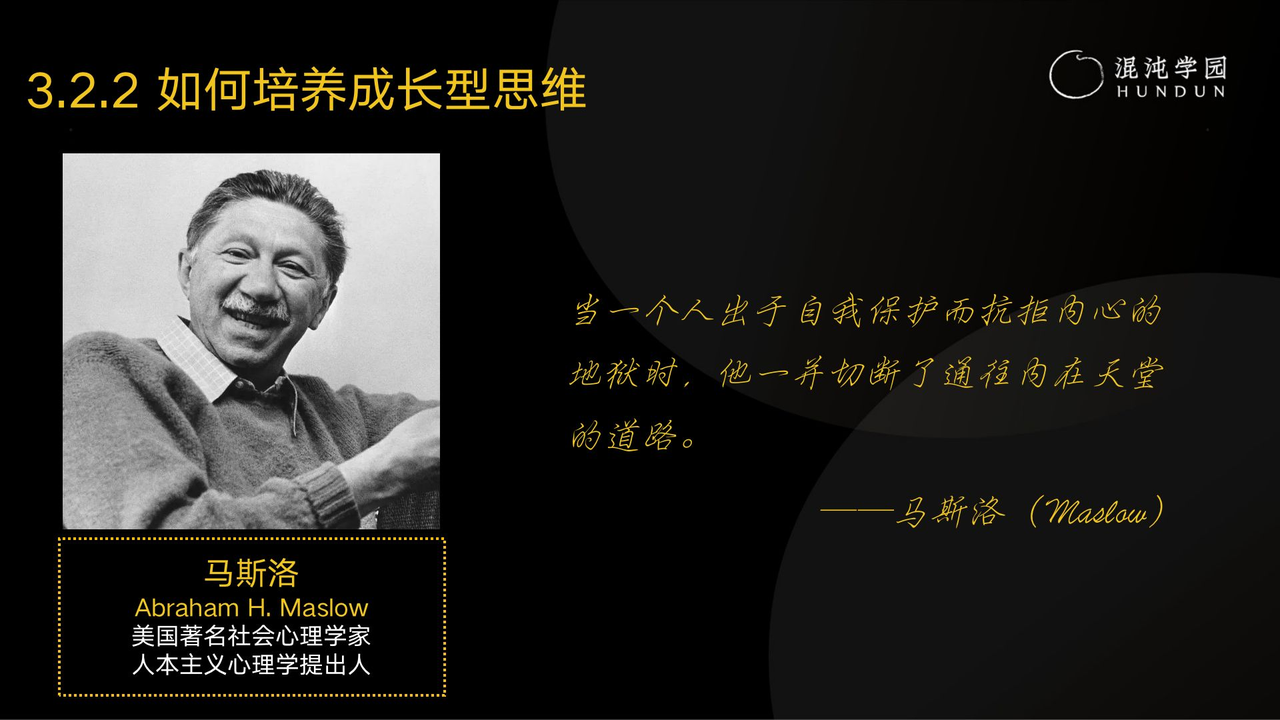 3.2.2 如何培养成长型思维
混沌学园
HUNDUN
当一个人出于自我保护而抗拒内心的
地狱时，他一并切断了通往内在天堂
的道路。
——马斯洛（Maslow）
马斯洛
Abraham H. Maslow
美国著名社会心理学家
人本主义心理学提出人